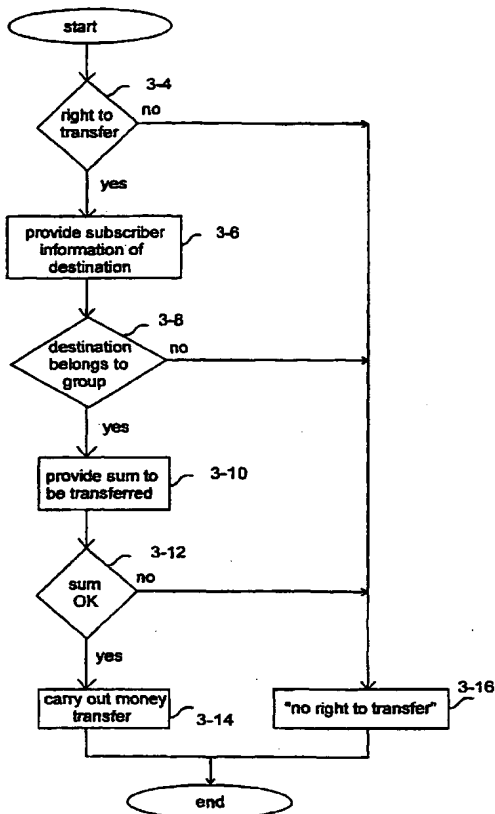 start
3-4
right to
transfer
no
yes
provide subscriber
information of
destination
3-6
3-8
destination
belongs to
group
no
yes
provide sum to
be transferred
3-10
3-12
sum
OK
no
yes
carry out money
transfer
3-14
"no right to transfer"
3-16
end